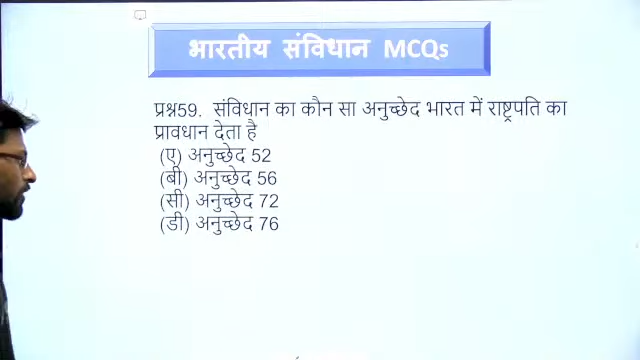 भारतीय संविधान MCQs
प्रश्न59. संविधान का कौन सा अनुच्छेद भारत में राष्ट्रपति का
प्रावधान देता है
(ए) अनुच्छेद 52
(बी) अनुच्छेद 56
(सी) अनुच्छेद 72
(डी) अनुच्छेद 76